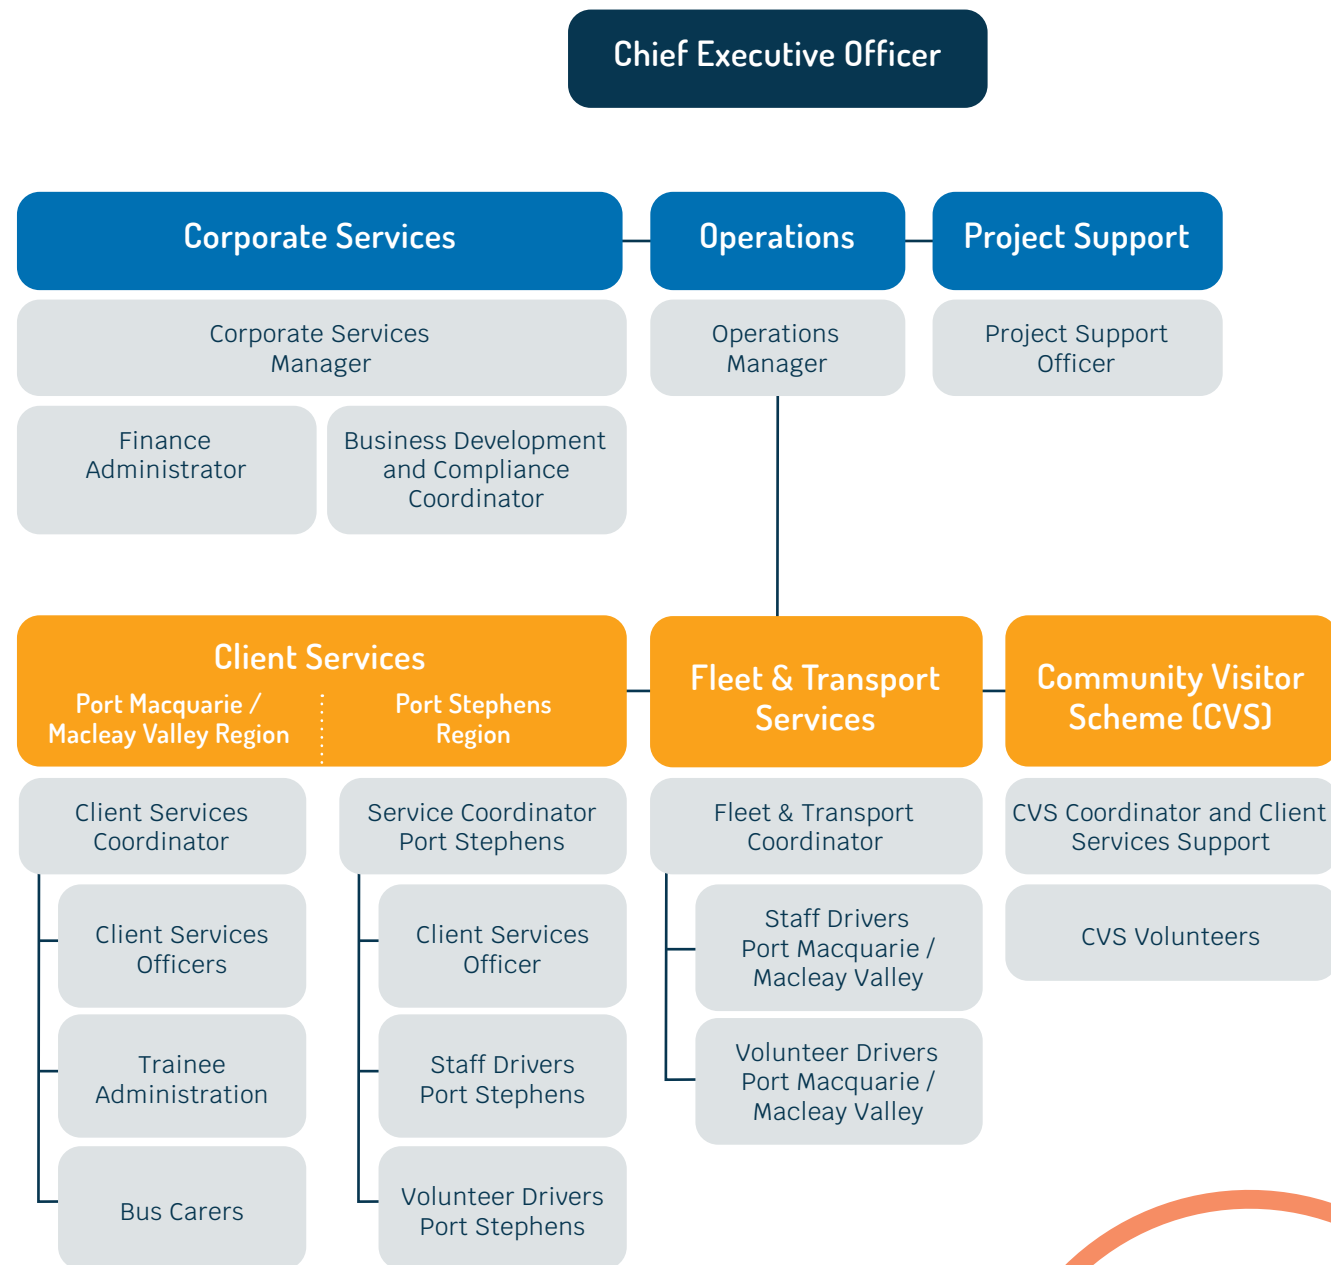 Chief Executive Officer
Corporate Services
Operations
Project Support
Corporate Services
Manager
Operations
Manager
Project Support
Officer
Finance
Administrator
Business Development
and Compliance
Coordinator
Client Services
Port Macquarie /
Macleay Valley Region
Port Stephens
Region
Fleet & Transport
Services
Community Visitor
Scheme (CVS)
Client Services
Coordinator
Client Services
Officers
Trainee
Administration
Bus Carers
Service Coordinator
Port Stephens
Client Services
Officer
Staff Drivers
Port Stephens
Volunteer Drivers
Port Stephens
Fleet & Transport
Coordinator
Staff Drivers
Port Macquarie /
Macleay Valley
Volunteer Drivers
Port Macquarie /
Macleay Valley
CVS Coordinator and Client
Services Support
CVS Volunteers